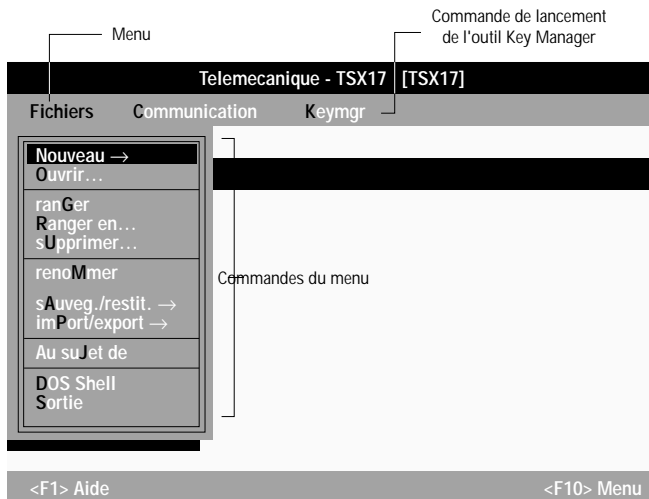 Commande de lancement
de l'outil Key Manager
Menu
Telemecanique - TSX17 [TSX17]
Fichiers Communication Keymgr
Nouveau →
Ouvrir...
ranGer
Ranger en...
sUpprimer...
renoMmer
Commandes du menu
sAuveg./restit. →
imPort/export →
Au suJet de
DOS Shell
Sortie
<F1> Aide <F10> Menu